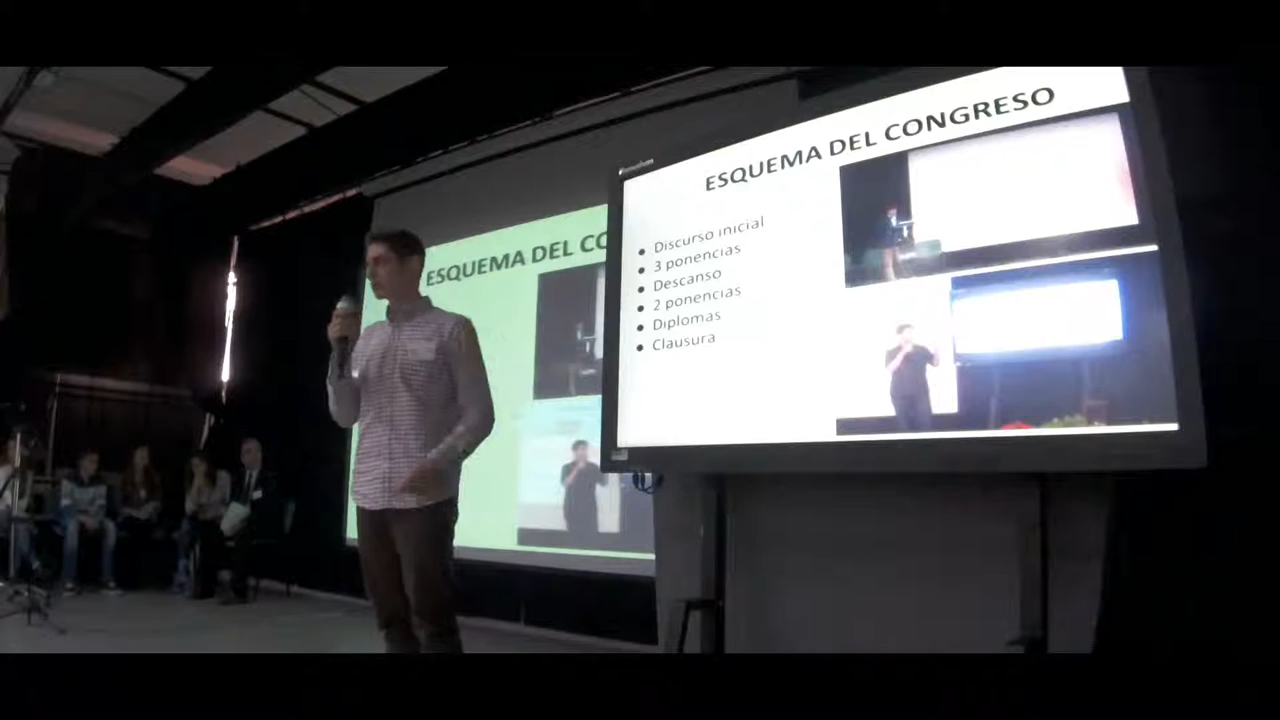 ESQUEMA DEL CONGRESO
Discurso inicial
3 ponencias
Descanso
2 ponencias
Diplomas
Clausura
ESQUEMA DEL CO